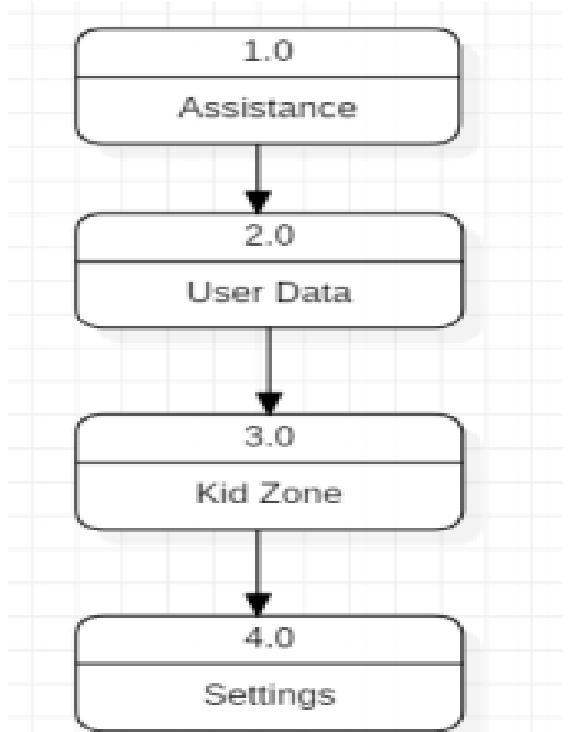 1.0
Assistance
2.0
User Data
3.0
Kid Zone
4.0
Settings